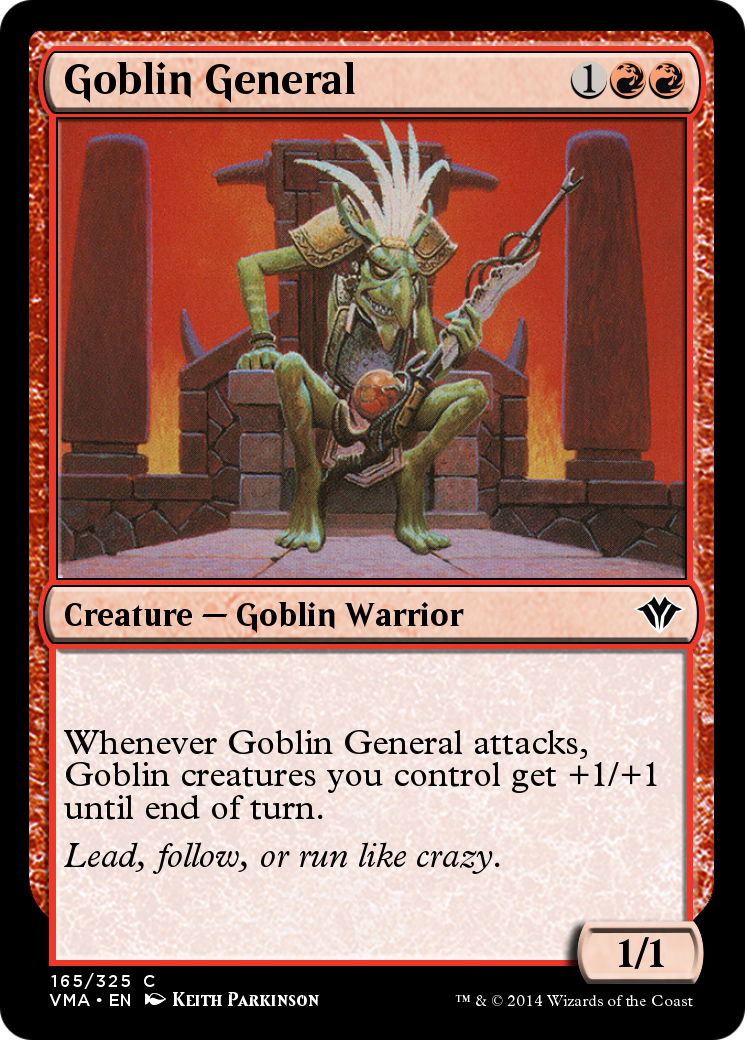 Goblin General
1
Creature — Goblin Warrior
Whenever Goblin General attacks,
Goblin creatures you control get +1/+1
until end of turn.
Lead, follow, or run like crazy.
1/1
165/325 C
VMA • EN Keith Parkinson
™ & © 2014 Wizards of the Coast